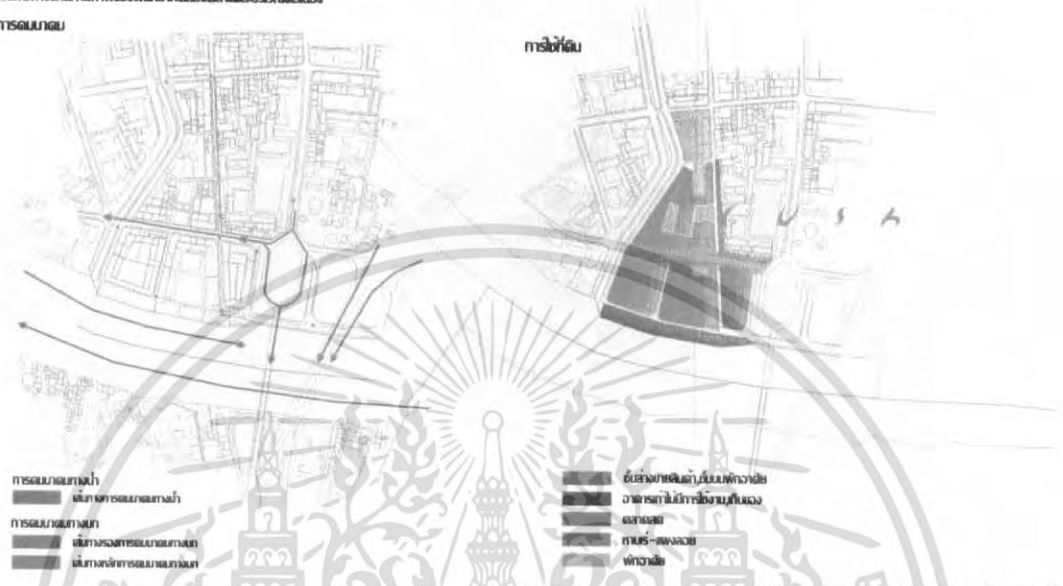 การคมนาคม
การใช้ที่ดิน
การคมนาคมทางน้ำ
เส้นทางการคมนาคมทางน้ำ
การคมนาคมทางบก
เส้นทางรองการคมนาคมทางบก
เส้นทางหลักการคมนาคมทางบก
ชั้นล่างขายสินค้า,ชั้นบนพักอาศัย
อาคารเก่าไม่มีการใช้งาน,เก็บของ
ตลาดสด
หาบเร่-แผงลอย
พักอาศัย